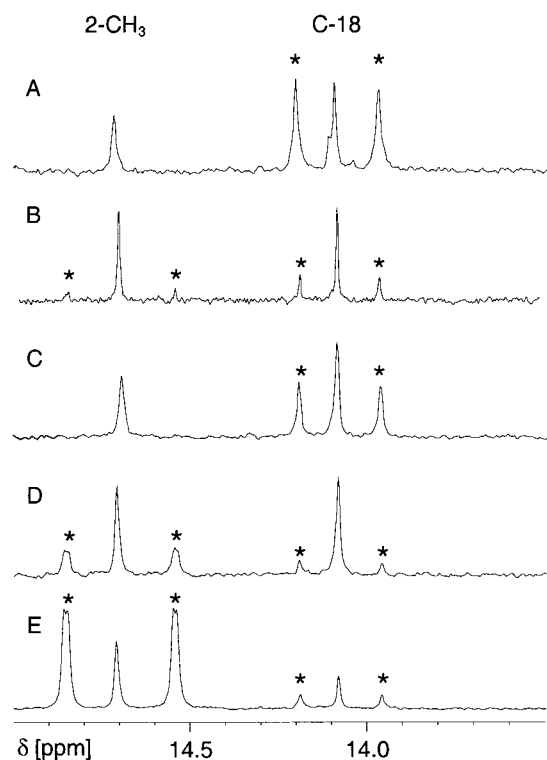 2-CH₃ C-18
* *
A
B
* * * *
C
* *
D
* * * *
E
* * * *
δ [ppm] 14.5 14.0